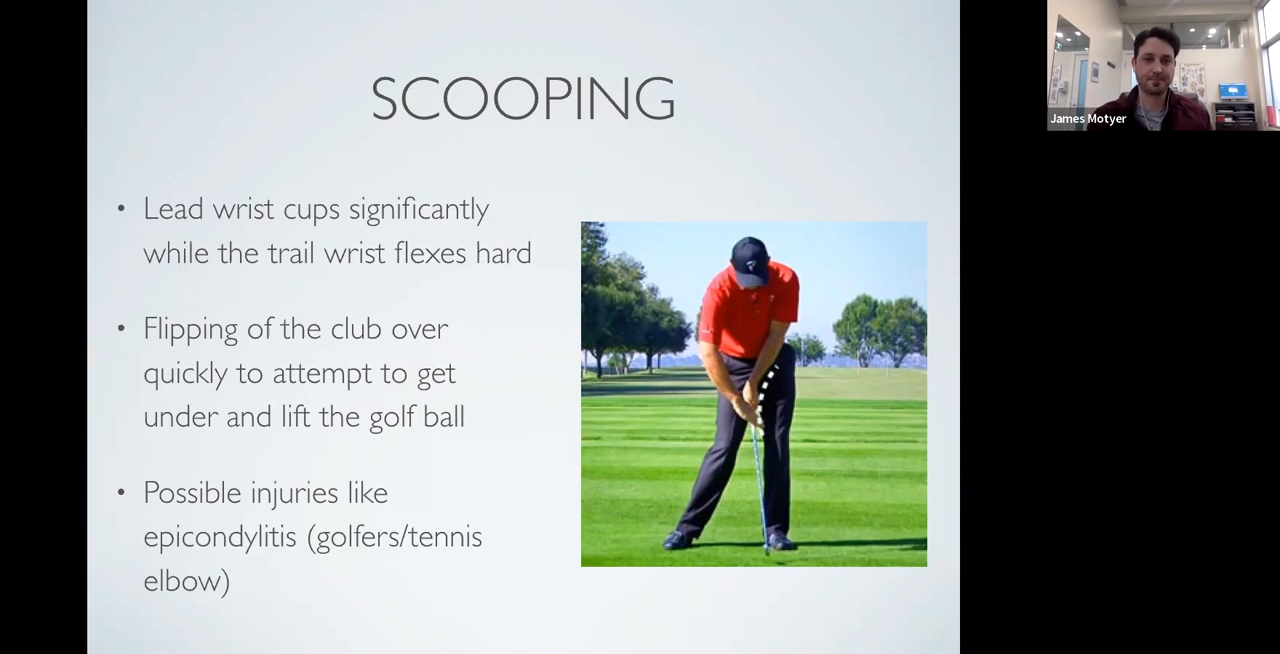 SCOOPING
• Lead wrist cups significantly
while the trail wrist flexes hard
• Flipping of the club over
quickly to attempt to get
under and lift the golf ball
• Possible injuries like
epicondylitis (golfers/tennis
elbow)
James Motyer